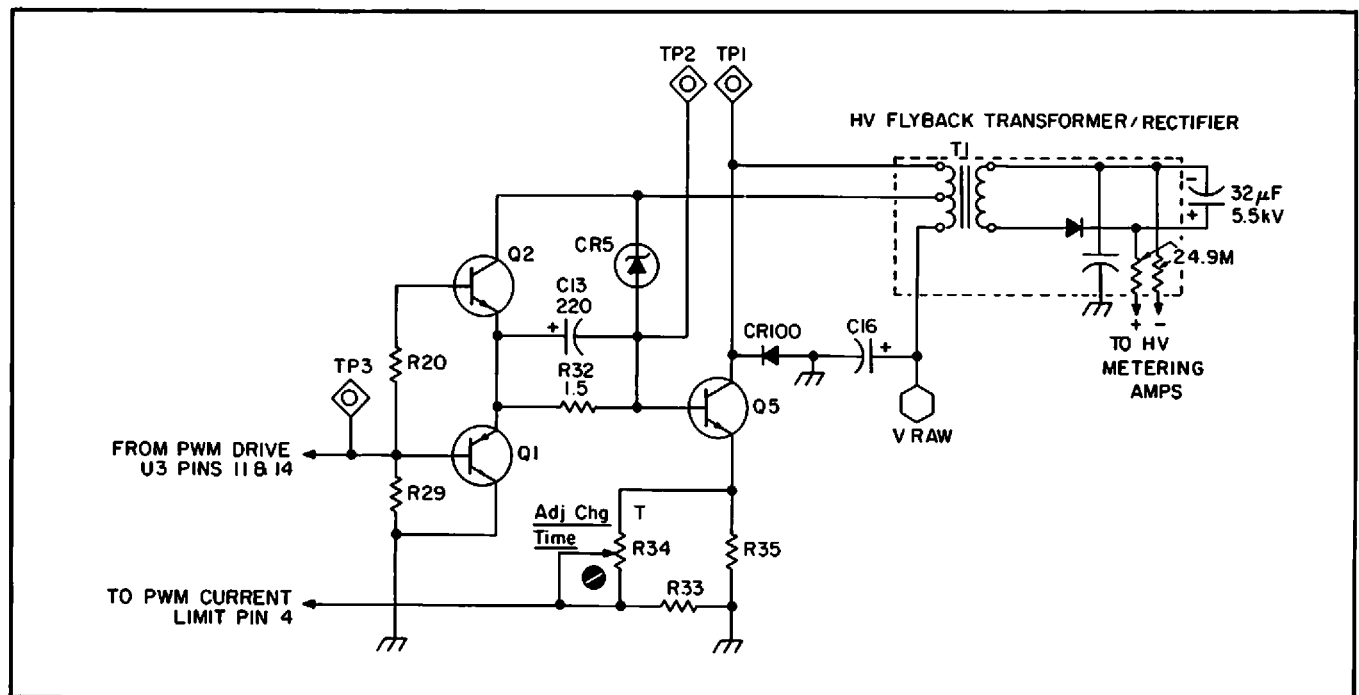 TP2
TP1
HV FLYBACK TRANSFORMER/RECTIFIER
T1
-
32µF
5.5kV
+
24.9M
+ -
TO HV
METERING
AMPS
Q2
CR5
C13
220
+
R32
1.5
CR100
C16
+
V RAW
Q5
R20
TP3
FROM PWM DRIVE
U3 PINS 11 & 14
Q1
R29
Adj Chg
Time
T
R34
R35
R33
TO PWM CURRENT
LIMIT PIN 4